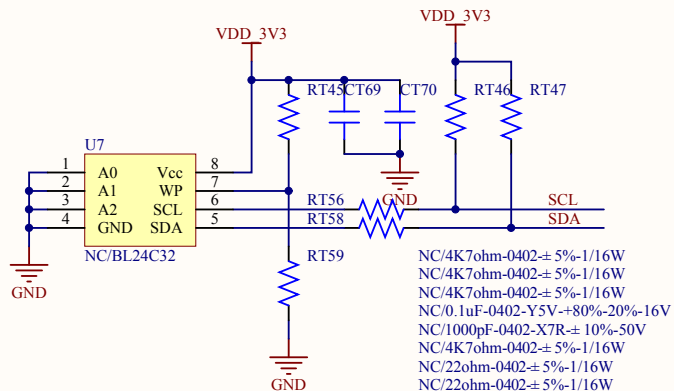 VDD_3V3
VDD_3V3
RT45 CT69 CT70 RT46 RT47
U7
1 A0 Vcc 8
2 A1 WP 7
3 A2 SCL 6 RT56 SCL
4 GND SDA 5 RT58 SDA
GND
NC/BL24C32
RT59
GND
GND
NC/4K7ohm-0402-± 5%-1/16W
NC/4K7ohm-0402-± 5%-1/16W
NC/4K7ohm-0402-± 5%-1/16W
NC/0.1uF-0402-Y5V-+80%-20%-16V
NC/1000pF-0402-X7R-± 10%-50V
NC/4K7ohm-0402-± 5%-1/16W
NC/22ohm-0402-± 5%-1/16W
NC/22ohm-0402-± 5%-1/16W